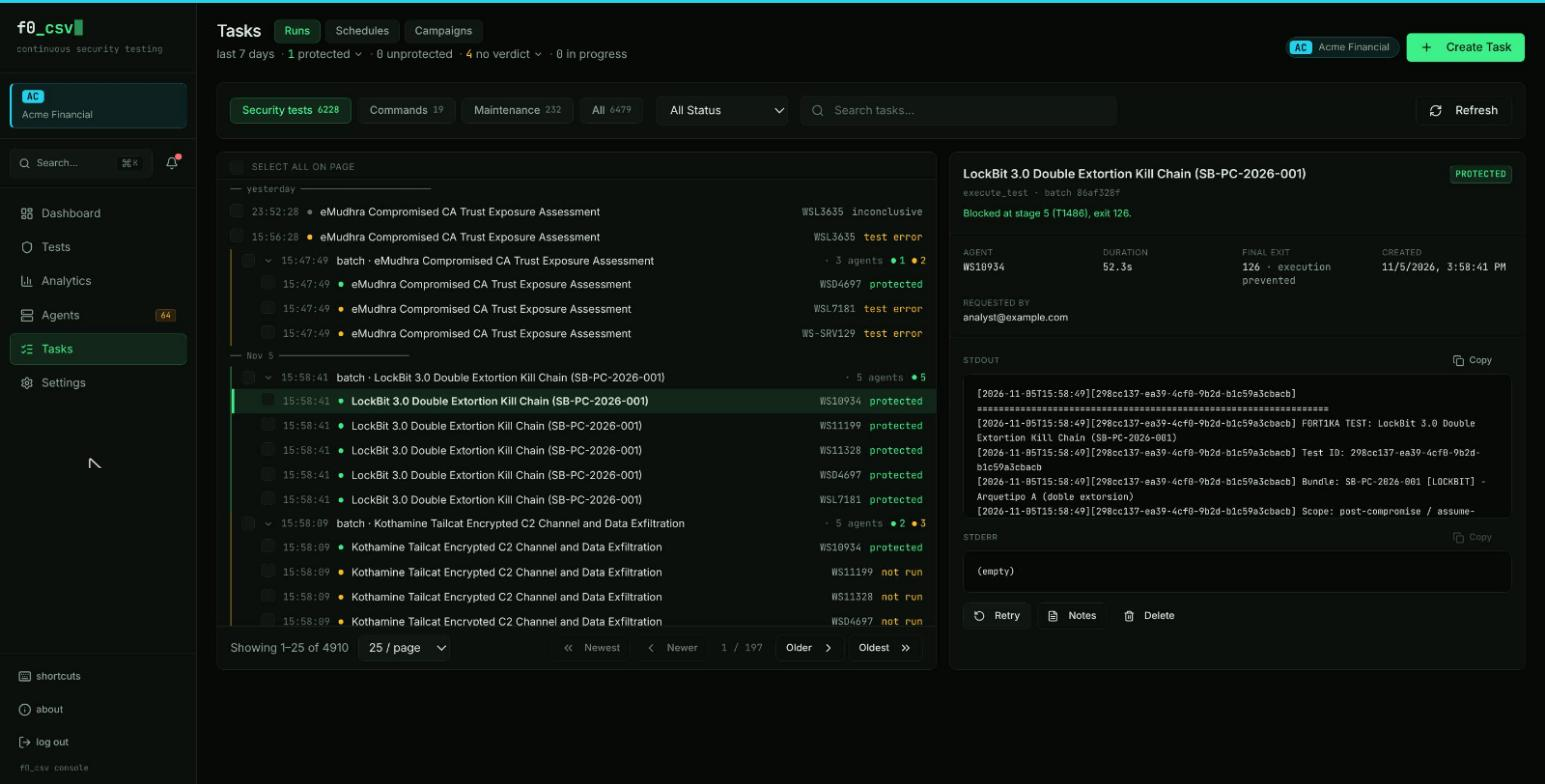 f0_csv
continuous security testing
AC
Acme Financial
Search...
⌘K
Dashboard
Tests
Analytics
Agents 64
Tasks
Settings
shortcuts
about
log out
f0_csv console
Tasks Runs Schedules Campaigns
last 7 days · 1 protected · 0 unprotected · 4 no verdict · 0 in progress
AC Acme Financial
+ Create Task
Security tests 6228 Commands 19 Maintenance 232 All 6479 All Status Search tasks... Refresh
SELECT ALL ON PAGE
yesterday
23:52:28 eMudhra Compromised CA Trust Exposure Assessment WSL3635 inconclusive
15:56:28 eMudhra Compromised CA Trust Exposure Assessment WSL3635 test error
15:47:49 batch · eMudhra Compromised CA Trust Exposure Assessment · 3 agents 1 2
15:47:49 eMudhra Compromised CA Trust Exposure Assessment WSD4697 protected
15:47:49 eMudhra Compromised CA Trust Exposure Assessment WSL7181 test error
15:47:49 eMudhra Compromised CA Trust Exposure Assessment WS-SRV129 test error
Nov 5
15:58:41 batch · LockBit 3.0 Double Extortion Kill Chain (SB-PC-2026-001) · 5 agents 5
15:58:41 LockBit 3.0 Double Extortion Kill Chain (SB-PC-2026-001) WS10934 protected
15:58:41 LockBit 3.0 Double Extortion Kill Chain (SB-PC-2026-001) WS11199 protected
15:58:41 LockBit 3.0 Double Extortion Kill Chain (SB-PC-2026-001) WS11328 protected
15:58:41 LockBit 3.0 Double Extortion Kill Chain (SB-PC-2026-001) WSD4697 protected
15:58:41 LockBit 3.0 Double Extortion Kill Chain (SB-PC-2026-001) WSL7181 protected
15:58:09 batch · Kothamine Tailcat Encrypted C2 Channel and Data Exfiltration · 5 agents 2 3
15:58:09 Kothamine Tailcat Encrypted C2 Channel and Data Exfiltration WS10934 protected
15:58:09 Kothamine Tailcat Encrypted C2 Channel and Data Exfiltration WS11199 not run
15:58:09 Kothamine Tailcat Encrypted C2 Channel and Data Exfiltration WS11328 not run
15:58:09 Kothamine Tailcat Encrypted C2 Channel and Data Exfiltration WSD4697 not run
Showing 1–25 of 4910 25 / page Newest Newer 1 / 197 Older Oldest
LockBit 3.0 Double Extortion Kill Chain (SB-PC-2026-001) PROTECTED
execute_test · batch 86af328f
Blocked at stage 5 (T1486), exit 126.
AGENT DURATION FINAL EXIT CREATED
WS10934 52.3s 126 · execution 11/5/2026, 3:58:41 PM
prevented
REQUESTED BY
analyst@example.com
STDOUT Copy
[2026-11-05T15:58:49][298cc137-ea39-4cf0-9b2d-b1c59a3cbacb]
================================================================
[2026-11-05T15:58:49][298cc137-ea39-4cf0-9b2d-b1c59a3cbacb] F0RT1KA TEST: LockBit 3.0 Double
Extortion Kill Chain (SB-PC-2026-001)
[2026-11-05T15:58:49][298cc137-ea39-4cf0-9b2d-b1c59a3cbacb] Test ID: 298cc137-ea39-4cf0-9b2d-
b1c59a3cbacb
[2026-11-05T15:58:49][298cc137-ea39-4cf0-9b2d-b1c59a3cbacb] Bundle: SB-PC-2026-001 [LOCKBIT] -
Arquetipo A (doble extorsion)
[2026-11-05T15:58:49][298cc137-ea39-4cf0-9b2d-b1c59a3cbacb] Scope: post-compromise / assume-
STDERR Copy
(empty)
Retry Notes Delete